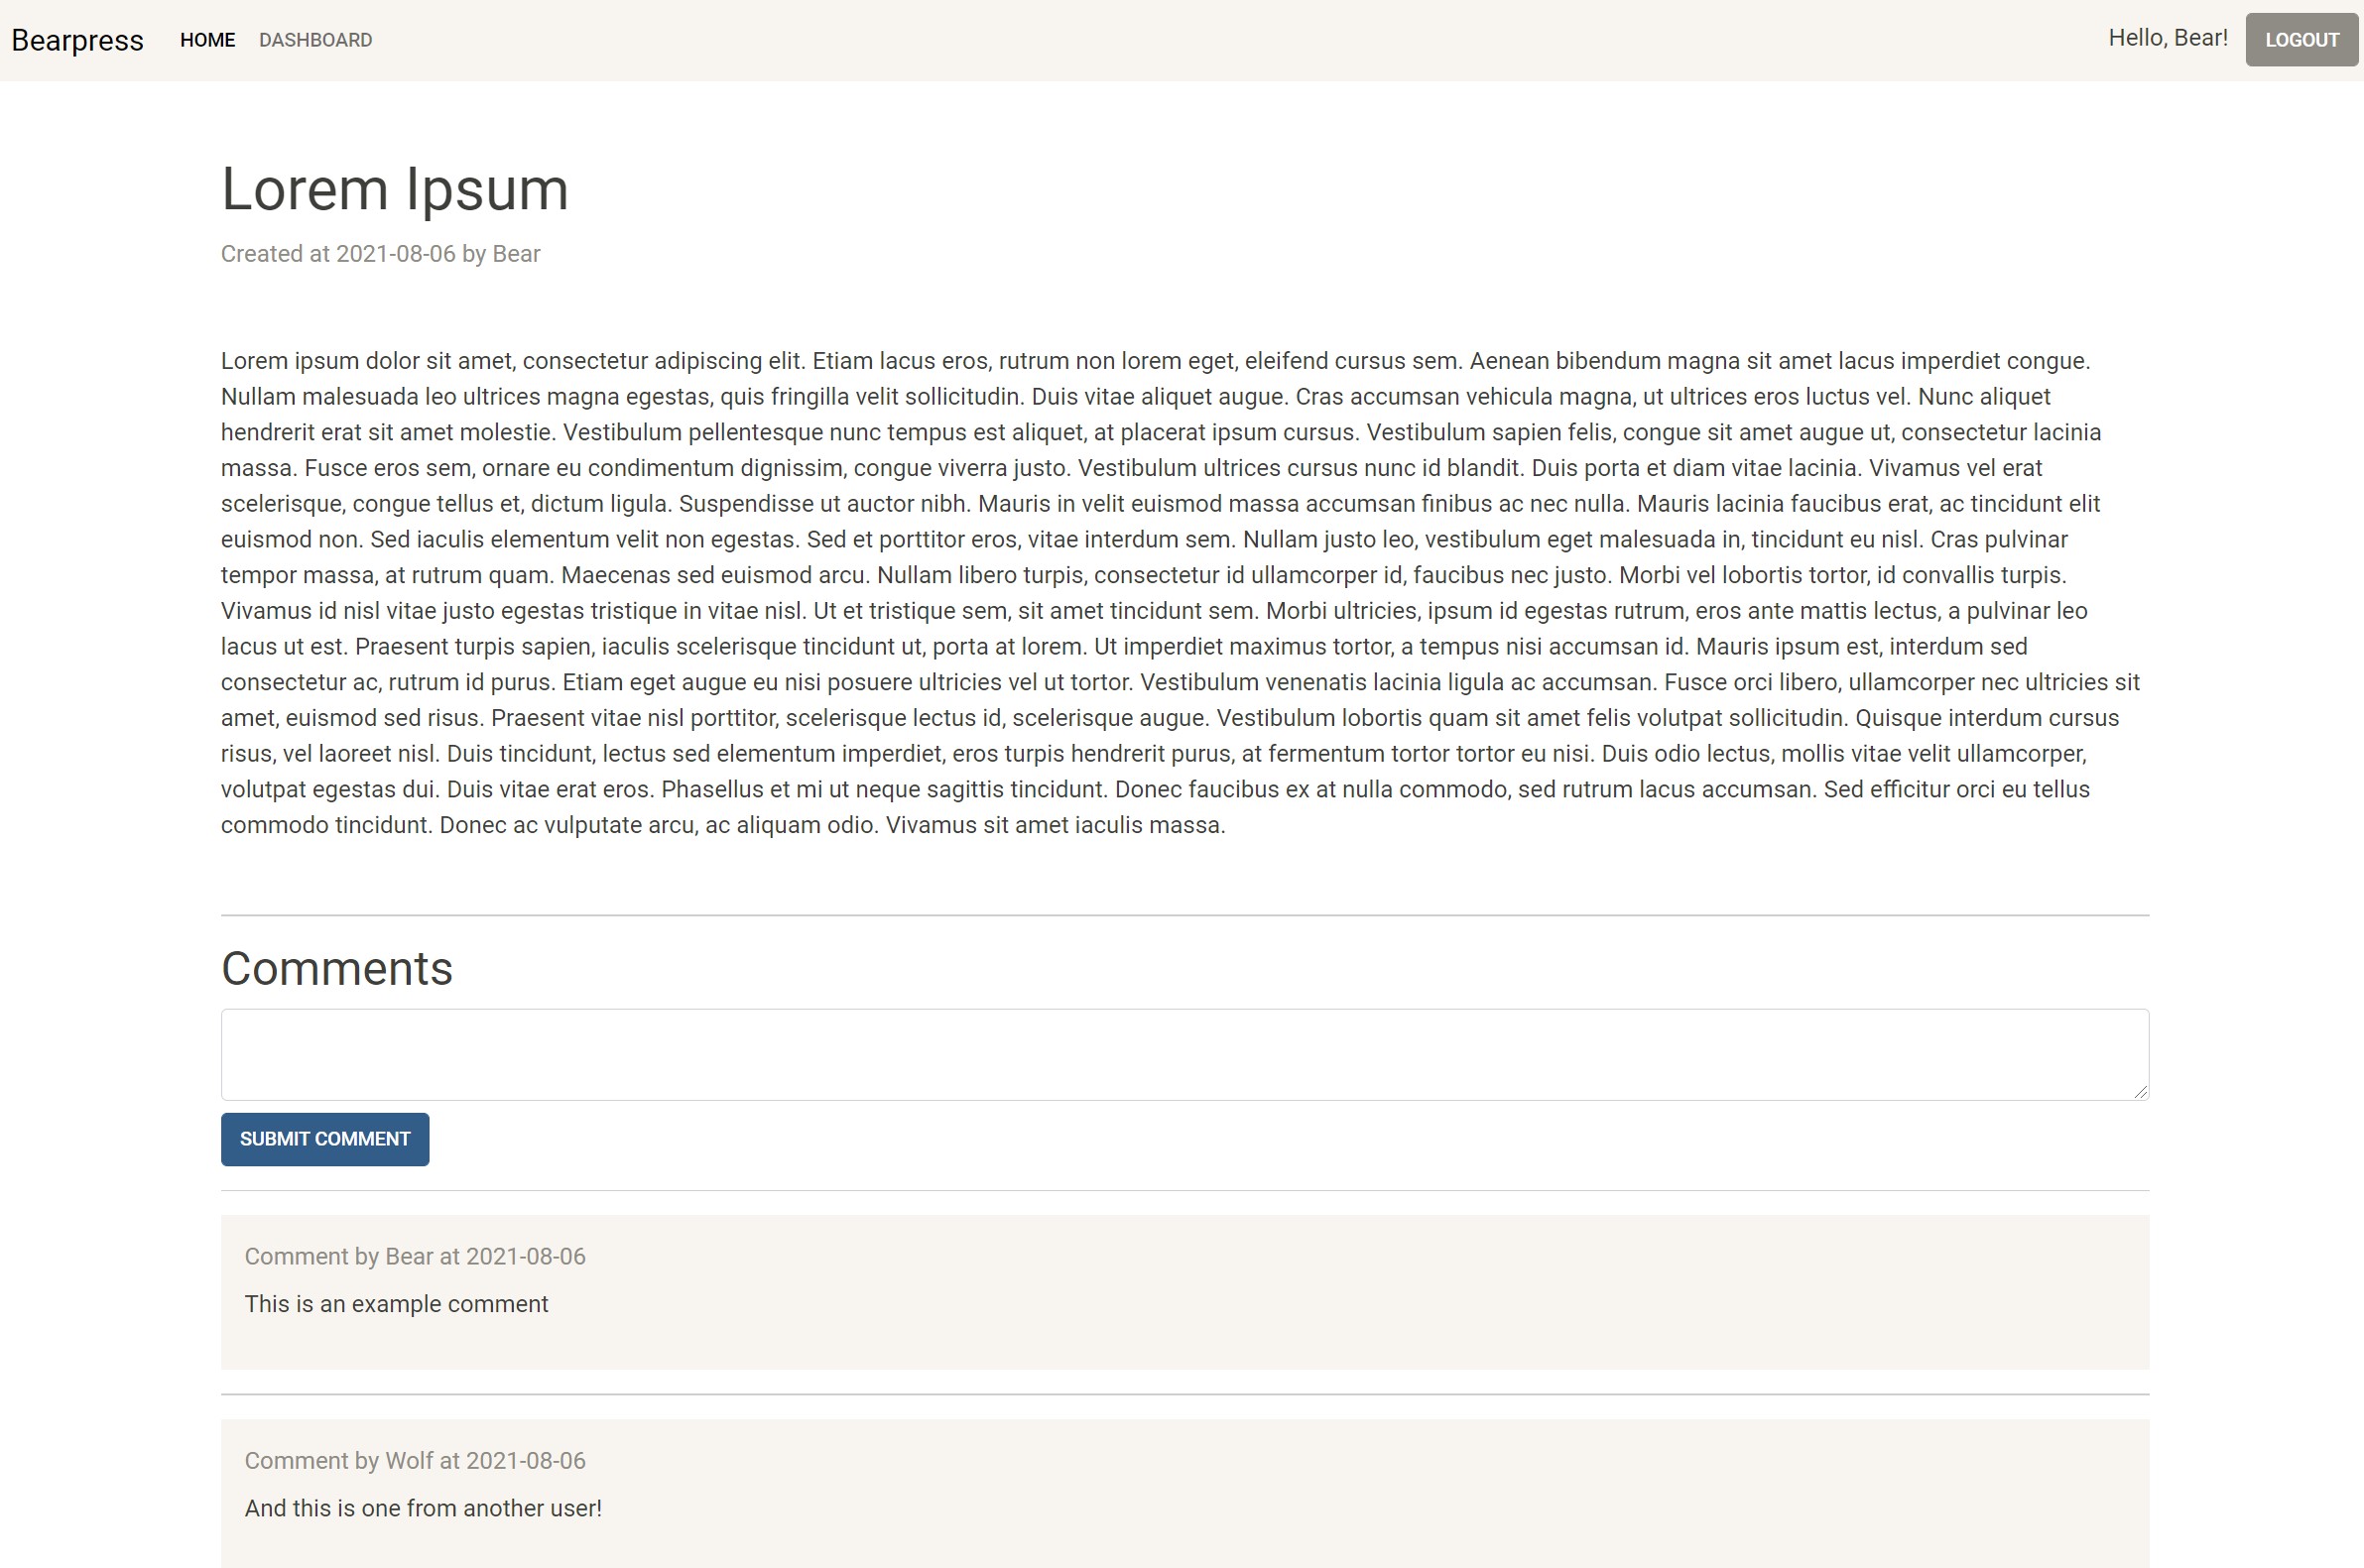 Bearpress HOME DASHBOARD Hello, Bear! LOGOUT
Lorem Ipsum
Created at 2021-08-06 by Bear
Lorem ipsum dolor sit amet, consectetur adipiscing elit. Etiam lacus eros, rutrum non lorem eget, eleifend cursus sem. Aenean bibendum magna sit amet lacus imperdiet congue.
Nullam malesuada leo ultrices magna egestas, quis fringilla velit sollicitudin. Duis vitae aliquet augue. Cras accumsan vehicula magna, ut ultrices eros luctus vel. Nunc aliquet
hendrerit erat sit amet molestie. Vestibulum pellentesque nunc tempus est aliquet, at placerat ipsum cursus. Vestibulum sapien felis, congue sit amet augue ut, consectetur lacinia
massa. Fusce eros sem, ornare eu condimentum dignissim, congue viverra justo. Vestibulum ultrices cursus nunc id blandit. Duis porta et diam vitae lacinia. Vivamus vel erat
scelerisque, congue tellus et, dictum ligula. Suspendisse ut auctor nibh. Mauris in velit euismod massa accumsan finibus ac nec nulla. Mauris lacinia faucibus erat, ac tincidunt elit
euismod non. Sed iaculis elementum velit non egestas. Sed et porttitor eros, vitae interdum sem. Nullam justo leo, vestibulum eget malesuada in, tincidunt eu nisl. Cras pulvinar
tempor massa, at rutrum quam. Maecenas sed euismod arcu. Nullam libero turpis, consectetur id ullamcorper id, faucibus nec justo. Morbi vel lobortis tortor, id convallis turpis.
Vivamus id nisl vitae justo egestas tristique in vitae nisl. Ut et tristique sem, sit amet tincidunt sem. Morbi ultricies, ipsum id egestas rutrum, eros ante mattis lectus, a pulvinar leo
lacus ut est. Praesent turpis sapien, iaculis scelerisque tincidunt ut, porta at lorem. Ut imperdiet maximus tortor, a tempus nisi accumsan id. Mauris ipsum est, interdum sed
consectetur ac, rutrum id purus. Etiam eget augue eu nisi posuere ultricies vel ut tortor. Vestibulum venenatis lacinia ligula ac accumsan. Fusce orci libero, ullamcorper nec ultricies sit
amet, euismod sed risus. Praesent vitae nisl porttitor, scelerisque lectus id, scelerisque augue. Vestibulum lobortis quam sit amet felis volutpat sollicitudin. Quisque interdum cursus
risus, vel laoreet nisl. Duis tincidunt, lectus sed elementum imperdiet, eros turpis hendrerit purus, at fermentum tortor tortor eu nisi. Duis odio lectus, mollis vitae velit ullamcorper,
volutpat egestas dui. Duis vitae erat eros. Phasellus et mi ut neque sagittis tincidunt. Donec faucibus ex at nulla commodo, sed rutrum lacus accumsan. Sed efficitur orci eu tellus
commodo tincidunt. Donec ac vulputate arcu, ac aliquam odio. Vivamus sit amet iaculis massa.
Comments
SUBMIT COMMENT
Comment by Bear at 2021-08-06
This is an example comment
Comment by Wolf at 2021-08-06
And this is one from another user!